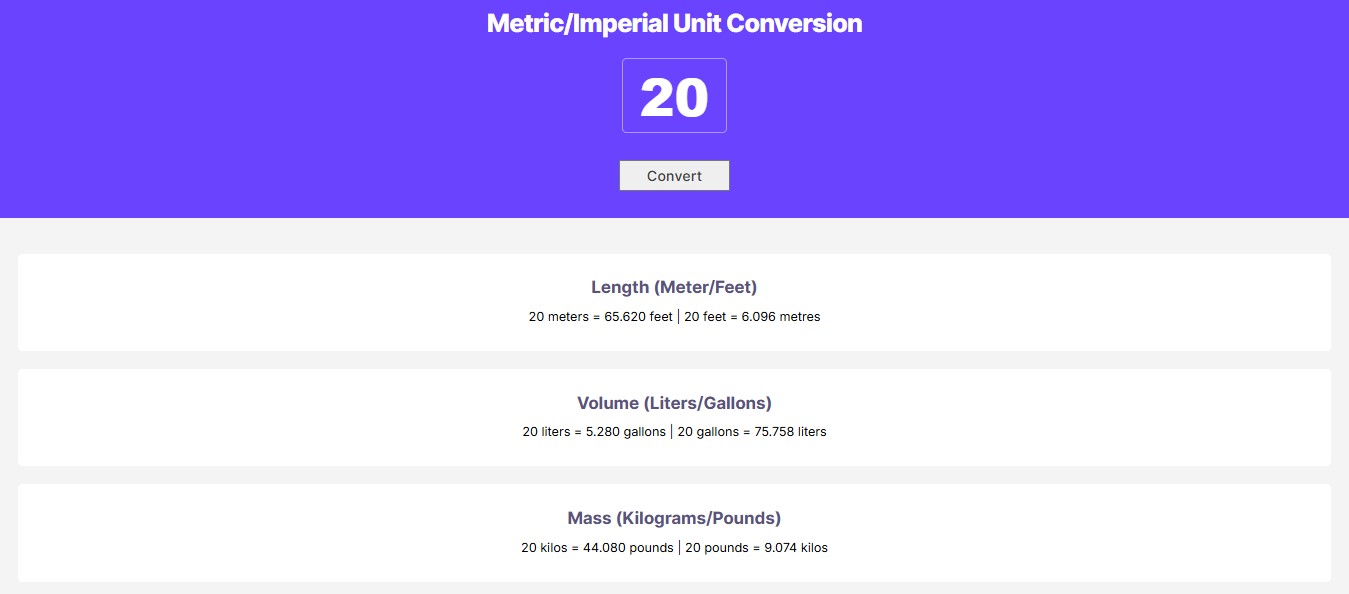 Metric/Imperial Unit Conversion
20
Convert
Length (Meter/Feet)
20 meters = 65.620 feet | 20 feet = 6.096 metres
Volume (Liters/Gallons)
20 liters = 5.280 gallons | 20 gallons = 75.758 liters
Mass (Kilograms/Pounds)
20 kilos = 44.080 pounds | 20 pounds = 9.074 kilos